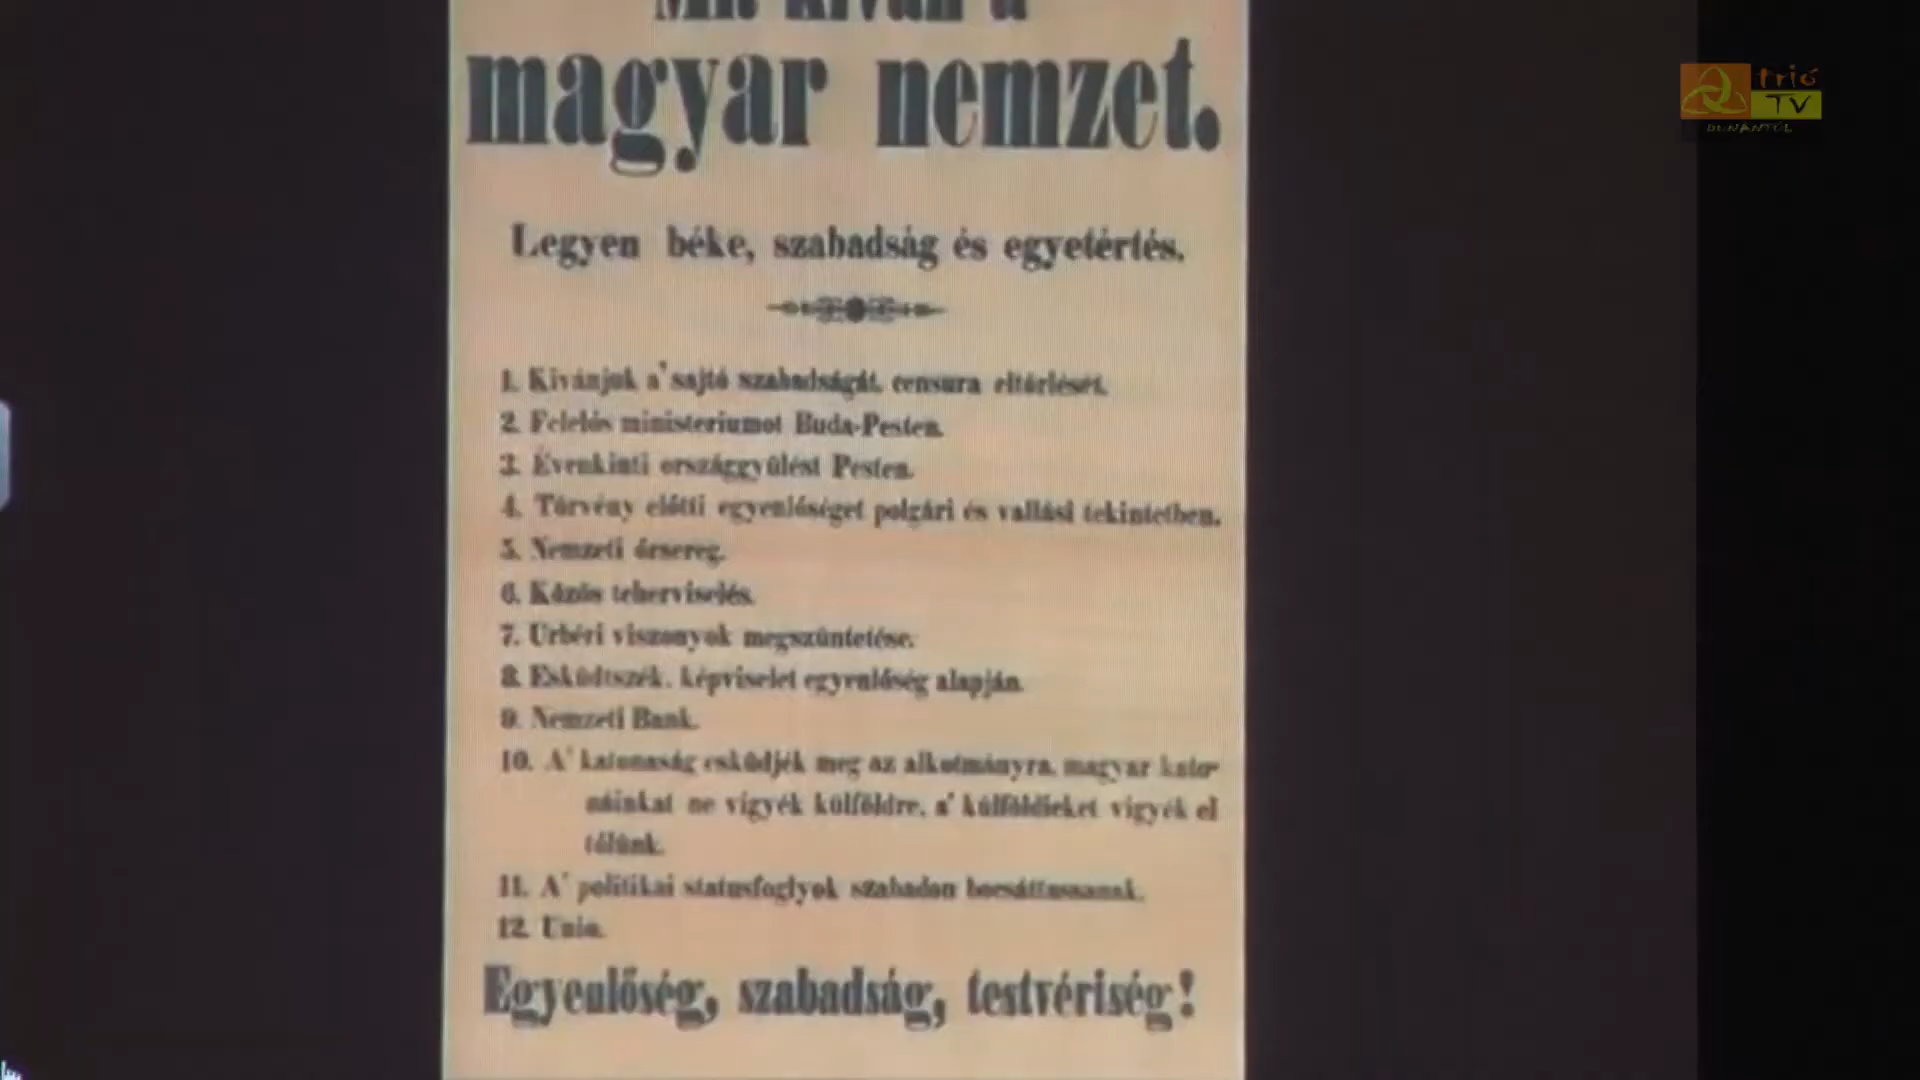 Mit kiván a
magyar nemzet.
Legyen béke, szabadság és egyetértés.
1. Kivánjuk a' sajtó szabadságát, censura eltörlését.
2. Felelős ministeriumot Buda-Pesten.
3. Évenkinti országgyűlést Pesten.
4. Törvény előtti egyenlőséget polgári és vallási tekintetben.
5. Nemzeti őrsereg.
6. Közös teherviselés.
7. Urbéri viszonyok megszüntetése.
8. Esküdtszék, képviselet egyenlőség alapján.
9. Nemzeti Bank.
10. A' katonaság esküdjék meg az alkotmányra, magyar kato-
náinkat ne vigyék külföldre, a' külföldieket vigyék el
tőlünk.
11. A' politikai statusfoglyok szabadon bocsáttassanak.
12. Unio.
Egyenlőség, szabadság, testvériség!
trió
TV
DUNÁNTÚL